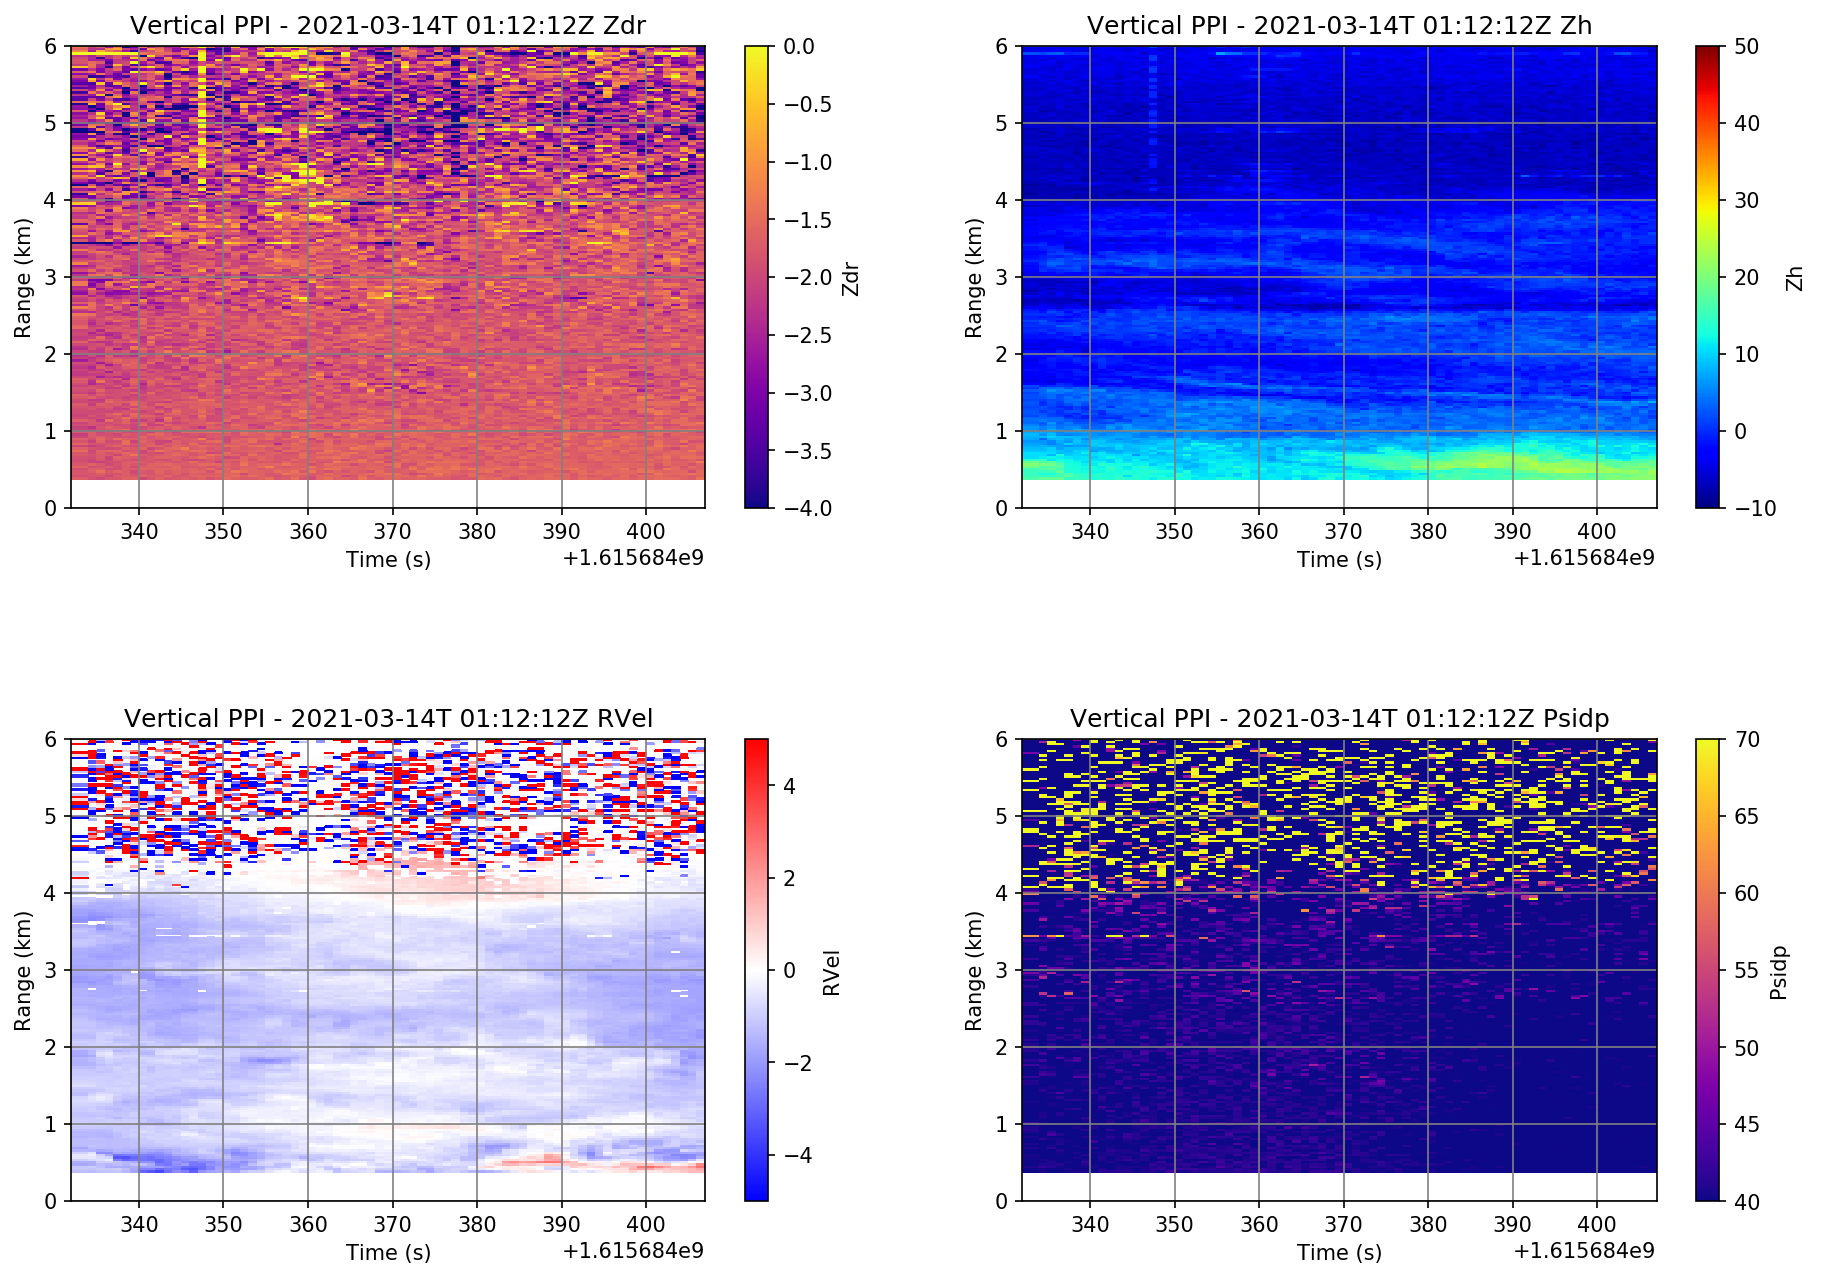 Vertical PPI - 2021-03-14T 01:12:12Z Zdr
6
5
4
3
2
1
0
Range (km)
340 350 360 370 380 390 400
Time (s)
+1.615684e9
0.0
−0.5
−1.0
−1.5
−2.0
−2.5
−3.0
−3.5
−4.0
Zdr
Vertical PPI - 2021-03-14T 01:12:12Z Zh
6
5
4
3
2
1
0
Range (km)
340 350 360 370 380 390 400
Time (s)
+1.615684e9
50
40
30
20
10
0
−10
Zh
Vertical PPI - 2021-03-14T 01:12:12Z RVel
6
5
4
3
2
1
0
Range (km)
340 350 360 370 380 390 400
Time (s)
+1.615684e9
4
2
0
−2
−4
RVel
Vertical PPI - 2021-03-14T 01:12:12Z Psidp
6
5
4
3
2
1
0
Range (km)
340 350 360 370 380 390 400
Time (s)
+1.615684e9
70
65
60
55
50
45
40
Psidp